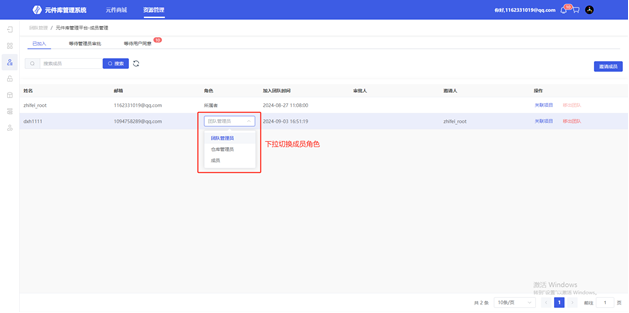 元件库管理系统 元件商城 资源管理 你好,1162331019@qq.com 10
团队管理 / 元件库管理平台-成员管理
已加入 等待管理员审批 等待用户同意 10
搜索成员 搜索 邀请成员
姓名 邮箱 角色 加入团队时间 审批人 邀请人 操作
zhifei_root 1162331019@qq.com 所属者 2024-08-27 11:08:00 关联项目 移出团队
dsh1111 1094758289@qq.com 团队管理员 2024-09-03 16:51:19 zhifei_root 关联项目 移出团队
团队管理员
仓库管理员
成员
下拉切换成员角色
激活 Windows
转到"设置"以激活 Windows。
共 2 条 10条/页 1 前往 1 页